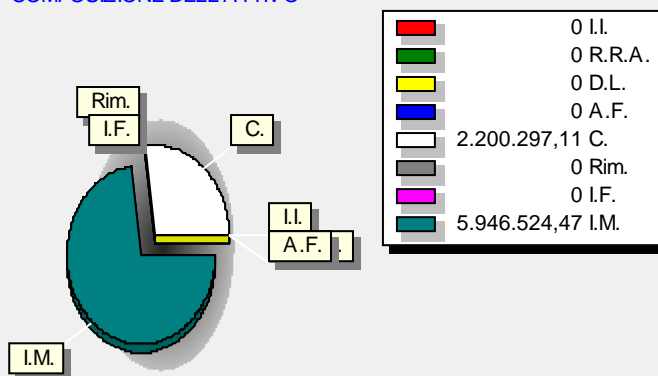 COMPOSIZIONE DELL'ATTIVO
Rim.
I.F.
C.
I.I.
A.F.
.
I.M.
0 I.I.
0 R.R.A.
0 D.L.
0 A.F.
2.200.297,11 C.
0 Rim.
0 I.F.
5.946.524,47 I.M.